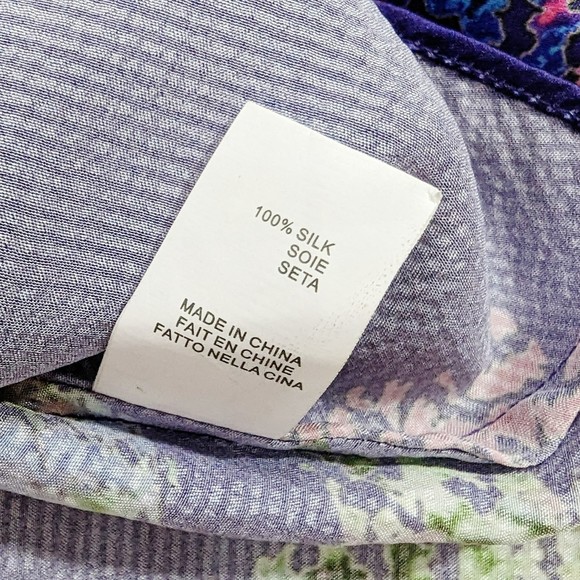 100% SILK
SOIE
SETA
MADE IN CHINA
FAIT EN CHINE
FATTO NELLA CINA